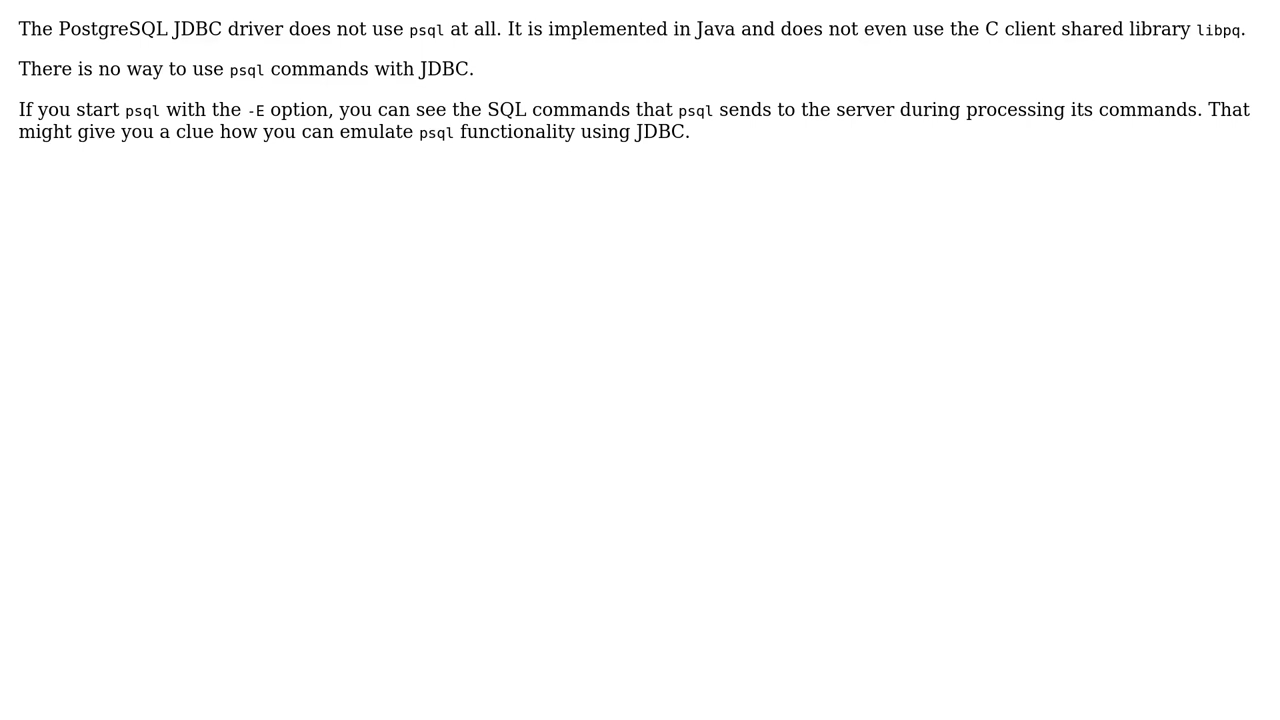 The PostgreSQL JDBC driver does not use psql at all. It is implemented in Java and does not even use the C client shared library libpq.
There is no way to use psql commands with JDBC.
If you start psql with the -E option, you can see the SQL commands that psql sends to the server during processing its commands. That
might give you a clue how you can emulate psql functionality using JDBC.